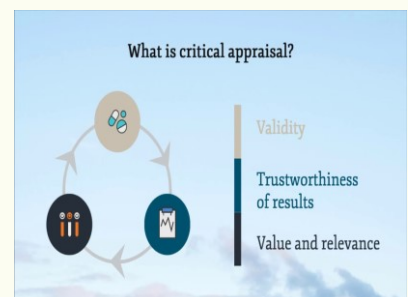 What is critical appraisal?
Validity
Trustworthiness
of results
Value and relevance